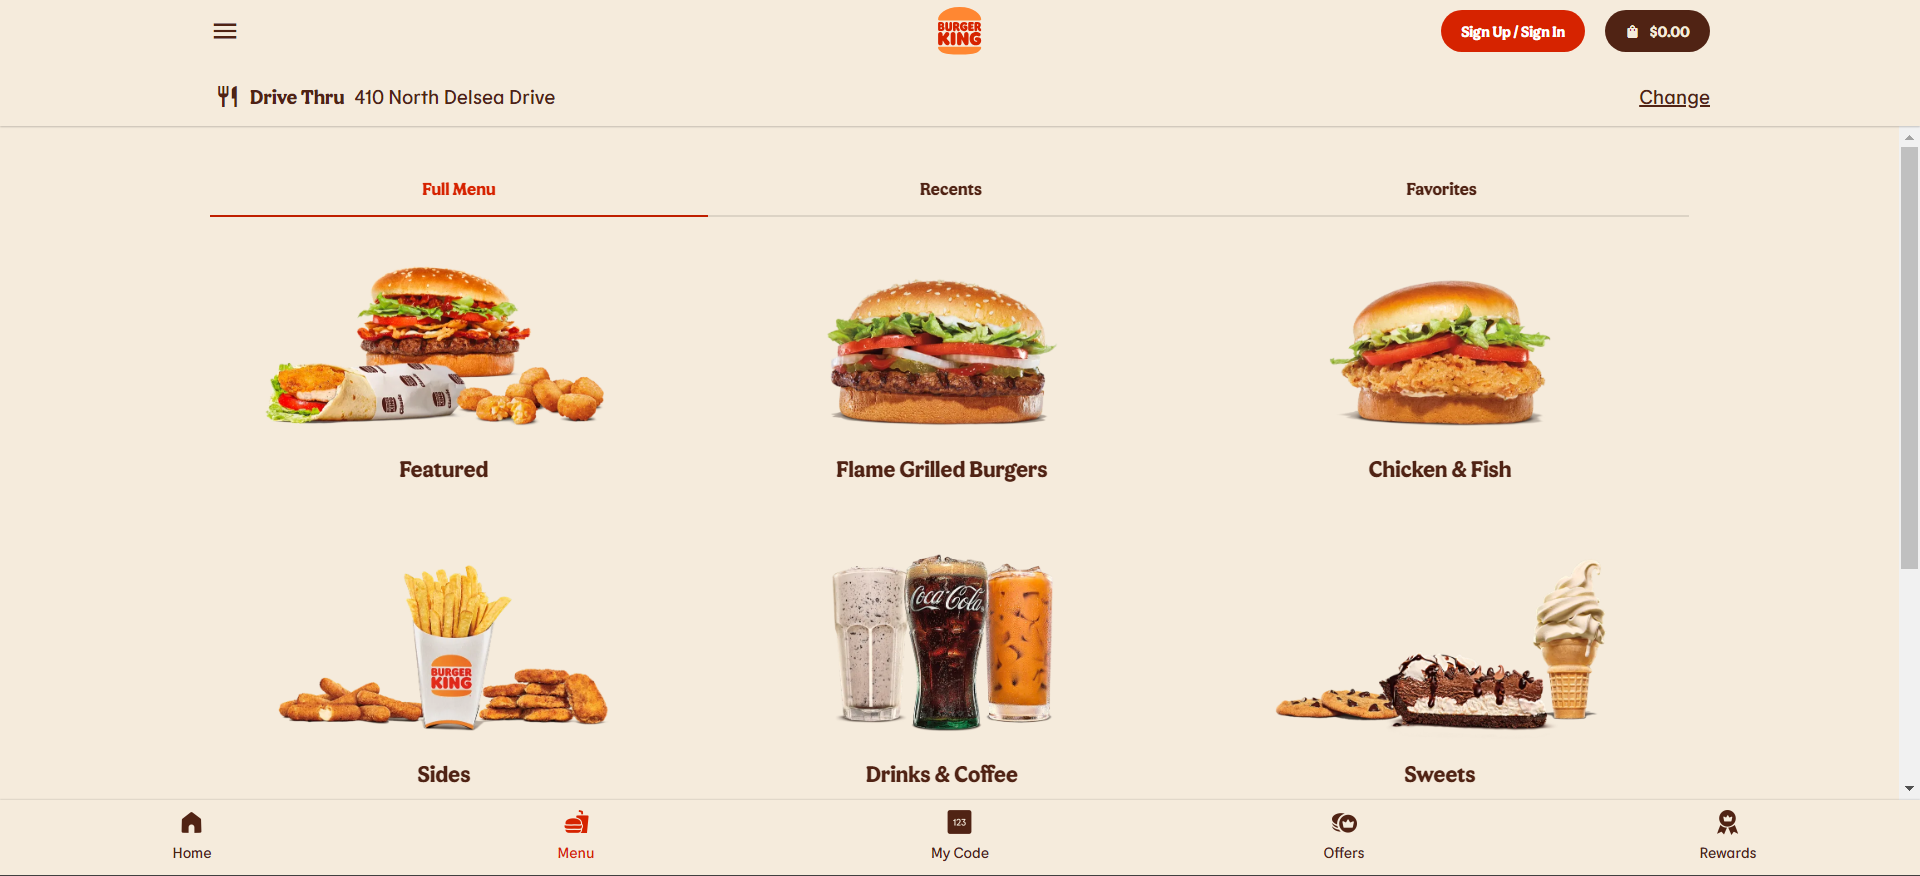 BURGER
KING
Sign Up / Sign In
$0.00
Drive Thru 410 North Delsea Drive
Change
Full Menu
Recents
Favorites
Featured
Flame Grilled Burgers
Chicken & Fish
BURGER
KING
Coca-Cola
Sides
Drinks & Coffee
Sweets
Home
Menu
123
My Code
Offers
Rewards